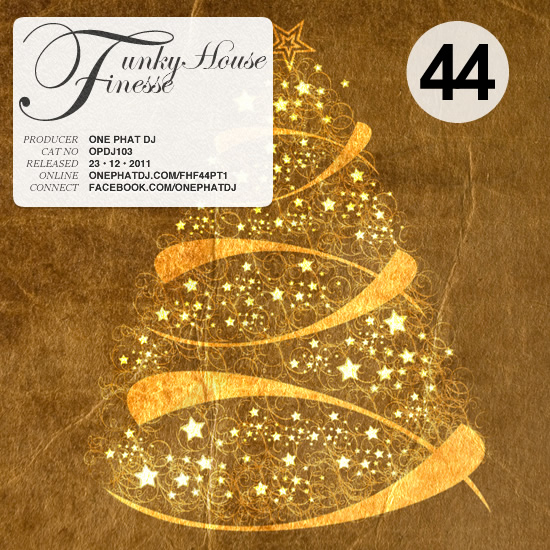 Funky House
Finesse
44
PRODUCER ONE PHAT DJ
CAT NO OPDJ103
RELEASED 23 • 12 • 2011
ONLINE ONEPHATDJ.COM/FHF44PT1
CONNECT FACEBOOK.COM/ONEPHATDJ